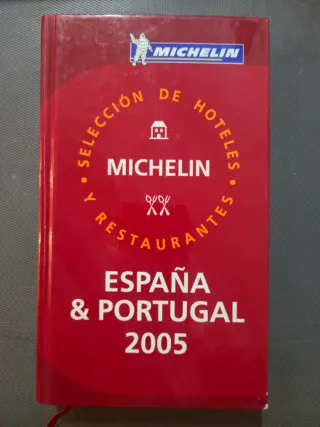 MICHELIN
• SELECCIÓN DE HOTELES •
MICHELIN
Y RESTAURANTES
ESPAÑA
& PORTUGAL
2005